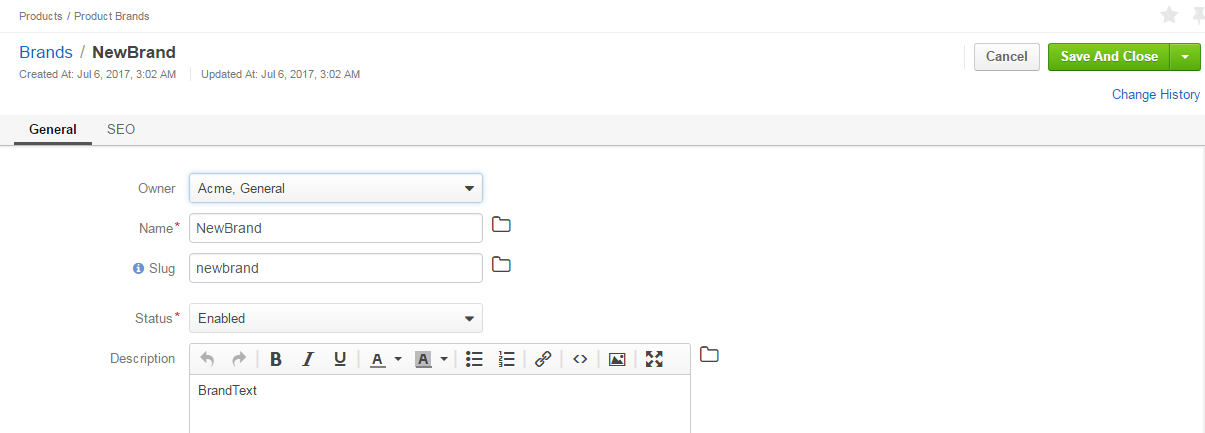 Products / Product Brands
Brands / NewBrand
Created At: Jul 6, 2017, 3:02 AM Updated At: Jul 6, 2017, 3:02 AM
Cancel Save And Close
Change History
General SEO
Owner Acme, General
Name* NewBrand
Slug newbrand
Status* Enabled
Description B I U A A
BrandText